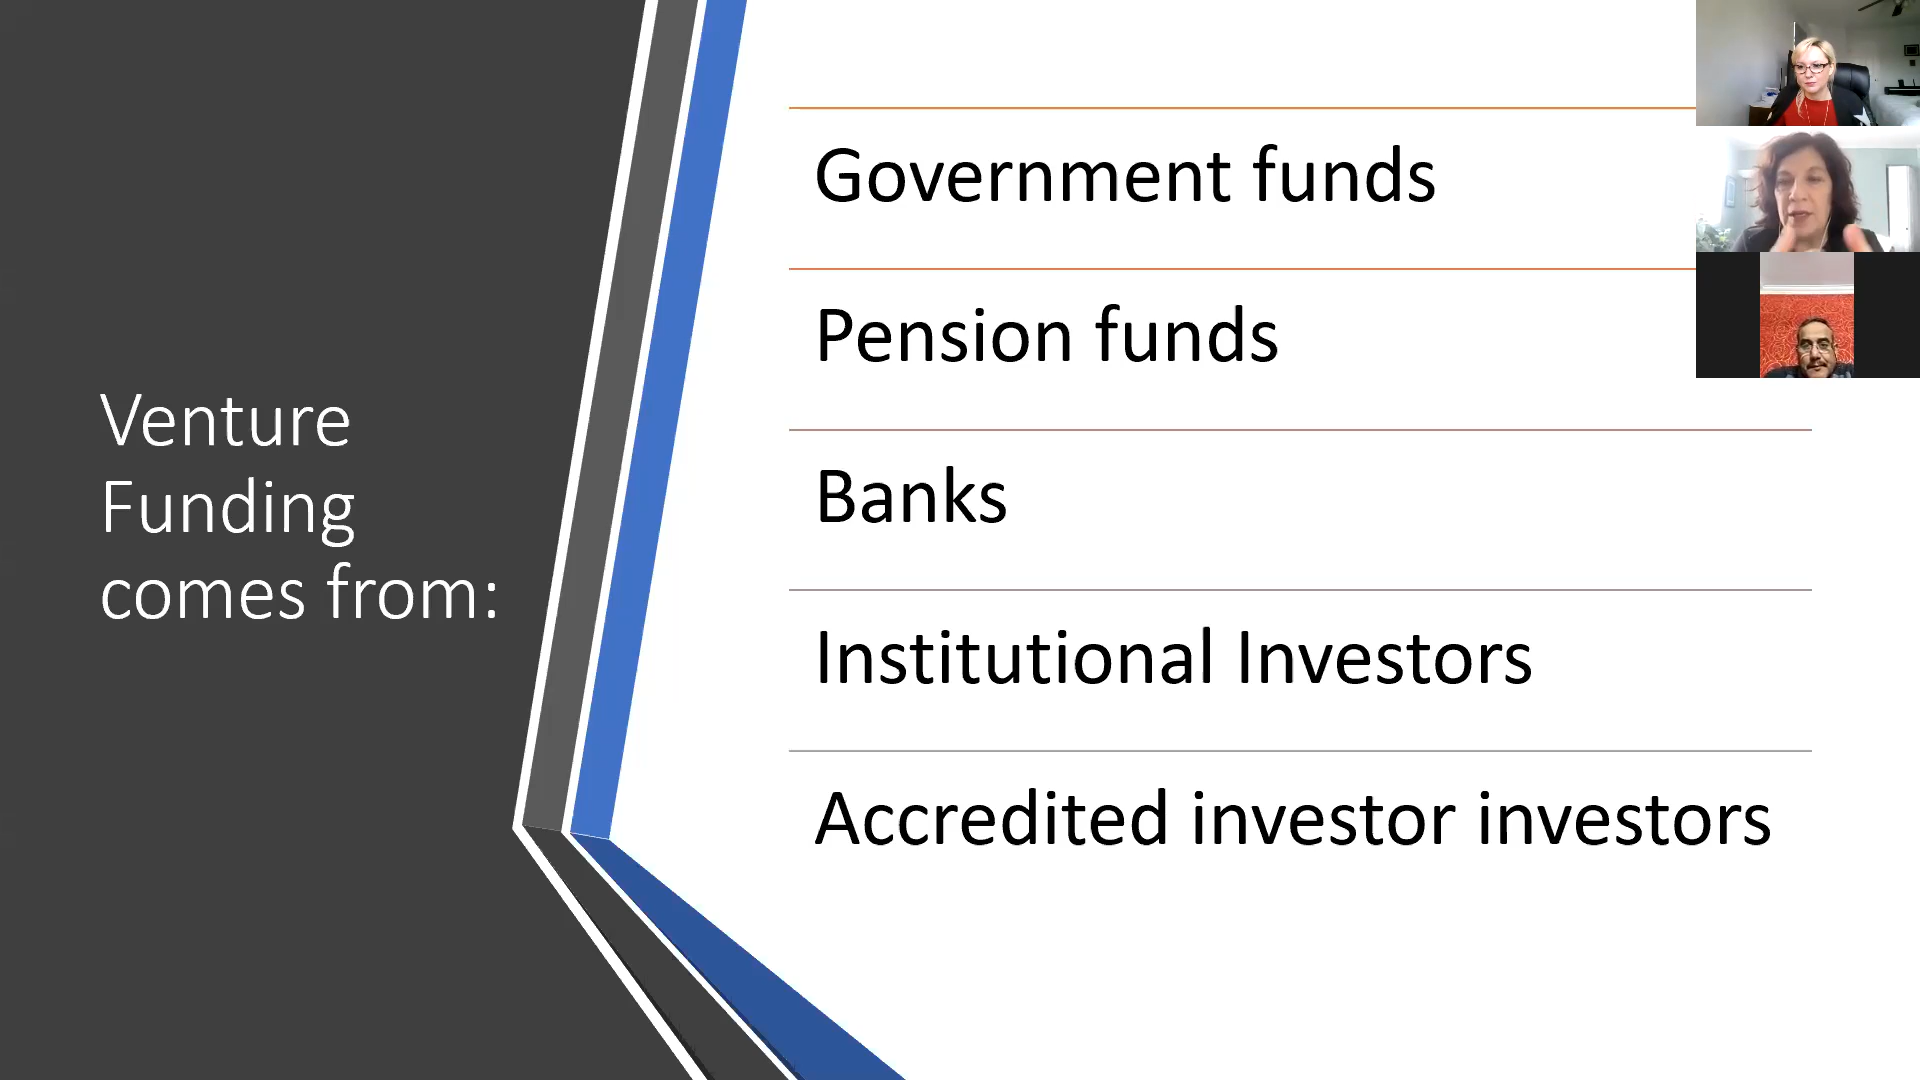 Venture
Funding
comes from:
Government funds
Pension funds
Banks
Institutional Investors
Accredited investor investors